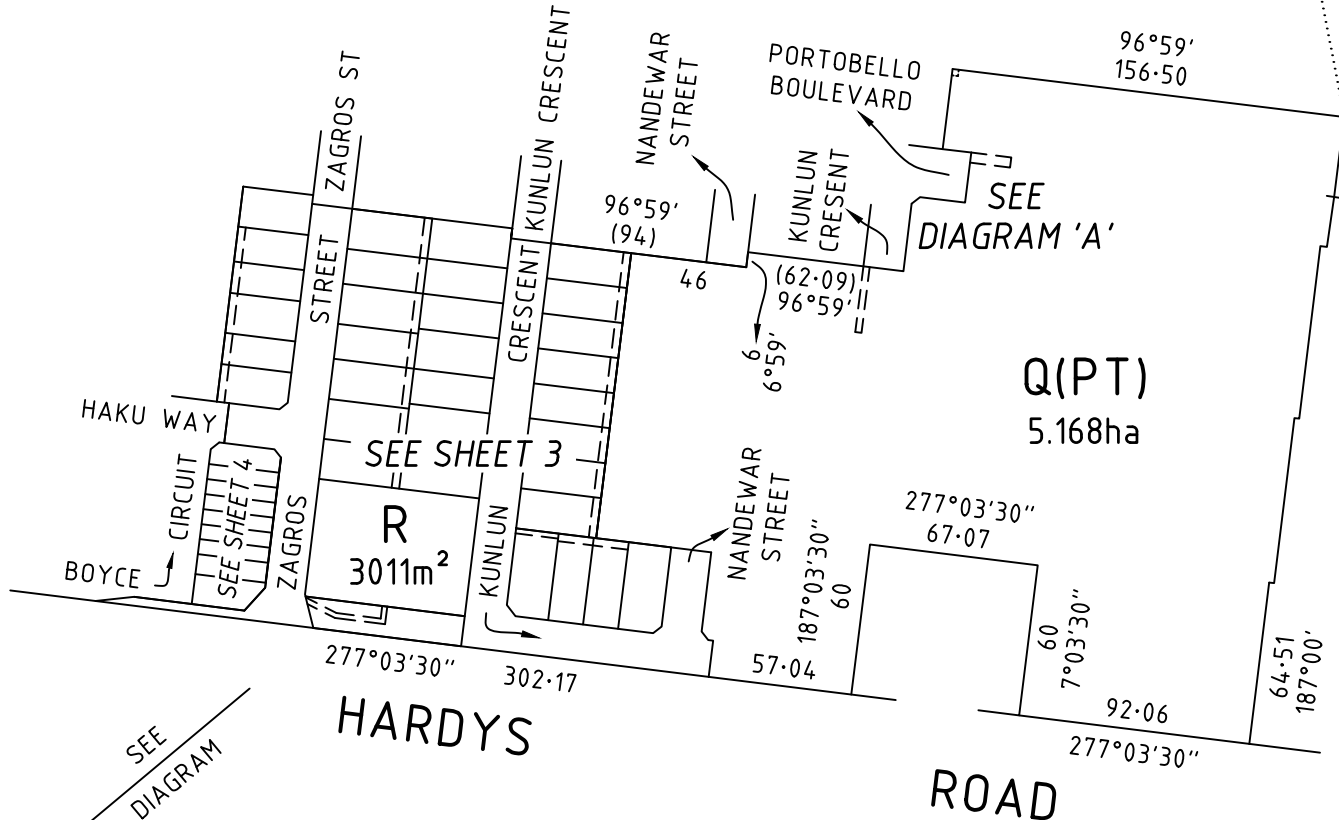 ZAGROS ST
KUNLUN CRESCENT
NANDEWAR
STREET
PORTOBELLO
BOULEVARD
96°59'
156·50
96°59'
(94)
46
KUNLUN
CRESENT
SEE
DIAGRAM 'A'
(62·09)
96°59'
6
6°59'
STREET
CRESCENT
Q(PT)
5.168ha
HAKU WAY
SEE SHEET 3
CIRCUIT
SEE SHEET 4
ZAGROS
R
3011m²
KUNLUN
BOYCE
NANDEWAR
STREET
187°03'30"
60
277°03'30"
67·07
60
7°03'30"
64·51
187°00'
277°03'30"
302·17
57·04
92·06
277°03'30"
HARDYS
ROAD
SEE
DIAGRAM